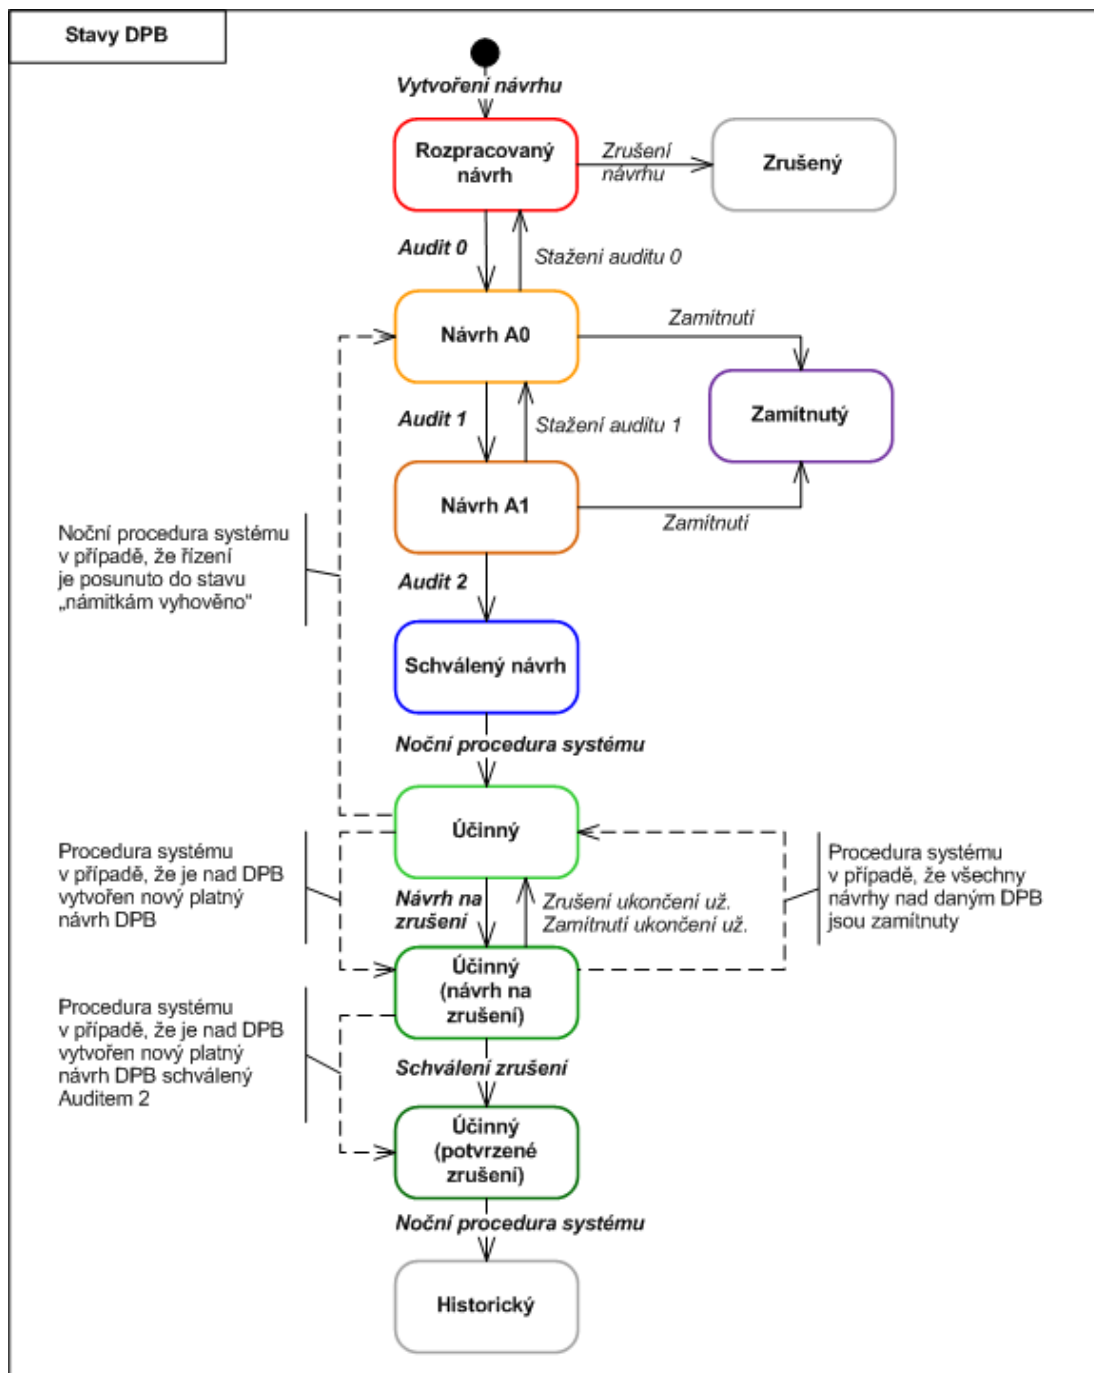 Stavy DPB
Vytvoření návrhu
Rozpracovaný
návrh
Zrušení
návrhu
Zrušený
Audit 0
Stažení auditu 0
Návrh A0
Zamítnutí
Zamítnutý
Audit 1
Stažení auditu 1
Návrh A1
Zamítnutí
Noční procedura systému
v případě, že řízení
je posunuto do stavu
„námitkám vyhověno“
Audit 2
Schválený návrh
Noční procedura systému
Účinný
Procedura systému
v případě, že je nad DPB
vytvořen nový platný
návrh DPB
Návrh na
zrušení
Zrušení ukončení už.
Zamítnutí ukončení už.
Procedura systému
v případě, že všechny
návrhy nad daným DPB
jsou zamítnuty
Účinný
(návrh na
zrušení)
Procedura systému
v případě, že je nad DPB
vytvořen nový platný
návrh DPB schválený
Auditem 2
Schválení zrušení
Účinný
(potvrzené
zrušení)
Noční procedura systému
Historický